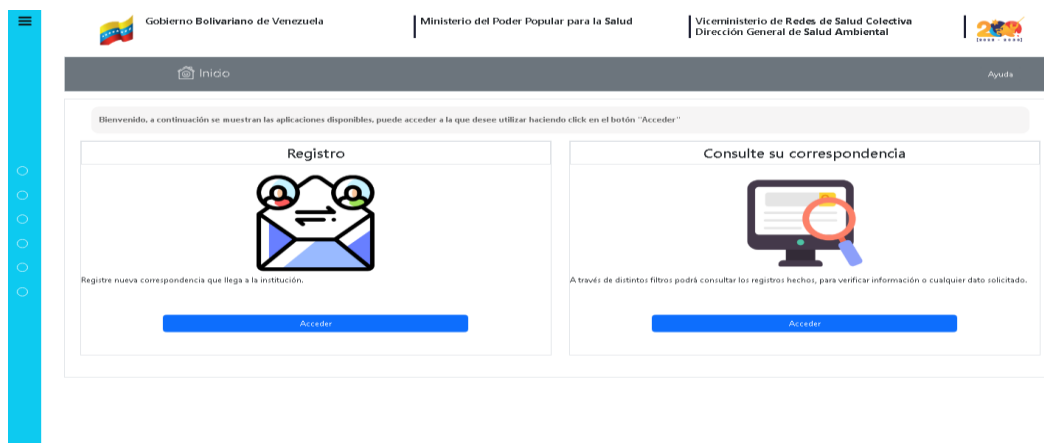 Gobierno Bolivariano de Venezuela
Ministerio del Poder Popular para la Salud
Viceministerio de Redes de Salud Colectiva
Dirección General de Salud Ambiental
Inicio
Ayuda
Bienvenido, a continuación se muestran las aplicaciones disponibles, puede acceder a la que desee utilizar haciendo click en el botón "Acceder"
Registro
Registre nueva correspondencia que llega a la institución.
Acceder
Consulte su correspondencia
A través de distintos filtros podrá consultar los registros hechos, para verificar información o cualquier dato solicitado.
Acceder